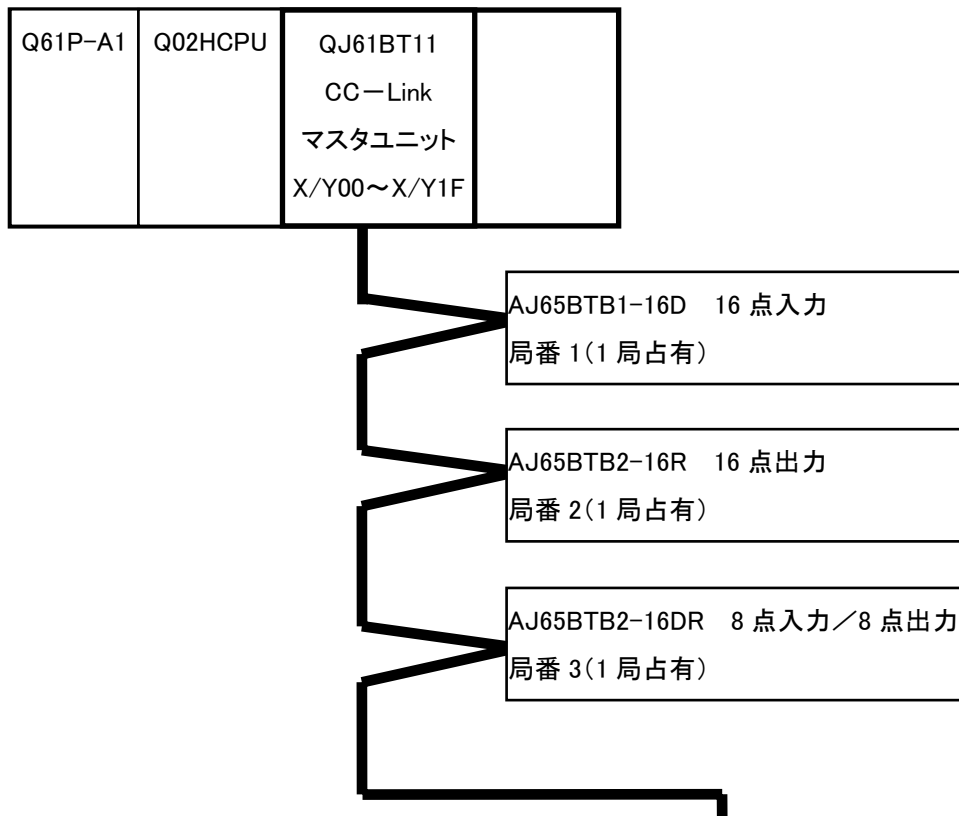 Q61P-A1
Q02HCPU
QJ61BT11
CC－Link
マスタユニット
X/Y00～X/Y1F
AJ65BTB1-16D　16 点入力
局番 1（1 局占有）
AJ65BTB2-16R　16 点出力
局番 2（1 局占有）
AJ65BTB2-16DR　8 点入力／8 点出力
局番 3（1 局占有）